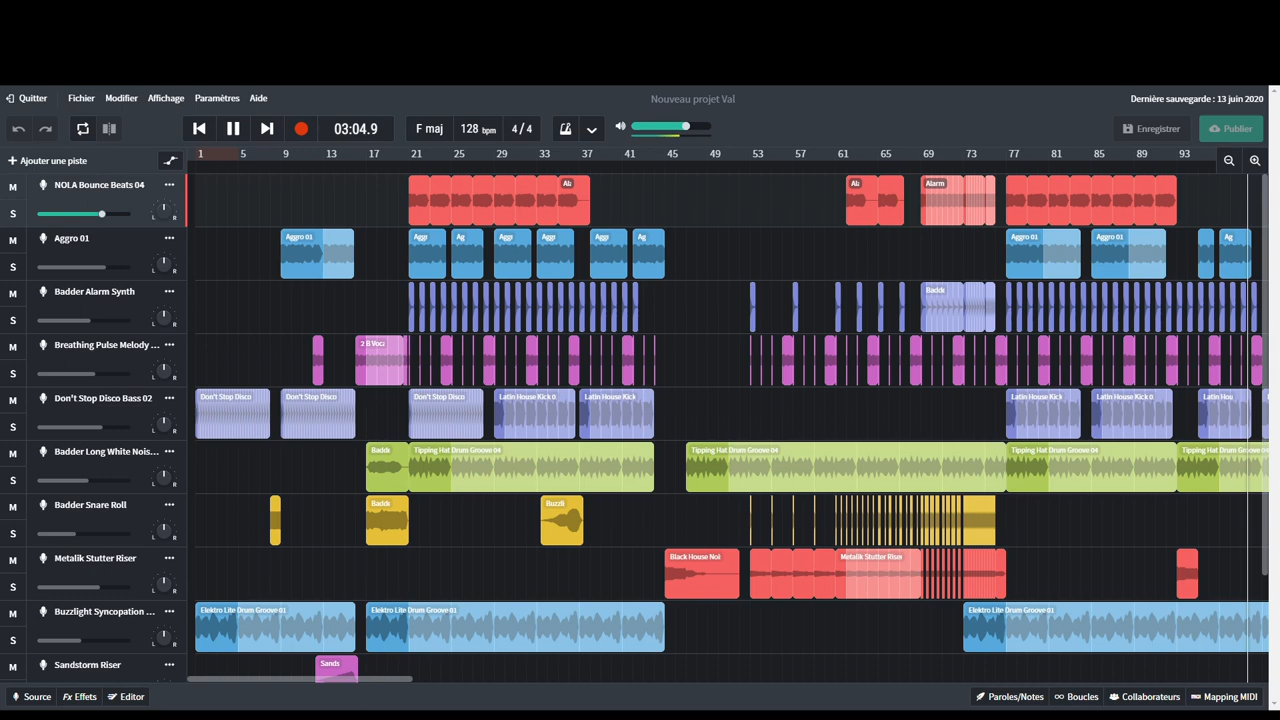 Quitter Fichier Modifier Affichage Paramètres Aide Nouveau projet Val Dernière sauvegarde : 13 juin 2020
03:04.9 F maj 128 bpm 4 / 4 Enregistrer Publier
Ajouter une piste 1 5 9 13 17 21 25 29 33 37 41 45 49 53 57 61 65 69 73 77 81 85 89 93
M NOLA Bounce Beats 04 ••• Al Al Alarm
S L R
M Aggro 01 ••• Aggro 01 Aggr Ag Aggr Aggr Aggr Ag Aggro 01 Aggro 01 Ag
S L R
M Badder Alarm Synth ••• Badde
S L R
M Breathing Pulse Melody ... ••• 2 B Voc
S L R
M Don't Stop Disco Bass 02 ••• Don't Stop Disco Don't Stop Disco Don't Stop Disco Latin House Kick 0 Latin House Kick Latin House Kick Latin House Kick 0 Latin Hou
S L R
M Badder Long White Nois... ••• Badde Tipping Hat Drum Groove 04 Tipping Hat Drum Groove 04 Tipping Hat Drum Groove 04 Tipping Hat Drum Groove 04
S L R
M Badder Snare Roll ••• Badde Buzzli
S L R
M Metalik Stutter Riser ••• Black House Noi Metalik Stutter Riser
S L R
M Buzzlight Syncopation ... ••• Elektro Lite Drum Groove 01 Elektro Lite Drum Groove 01 Elektro Lite Drum Groove 01
S L R
M Sandstorm Riser ••• Sands
Source Fx Effets Editor Paroles/Notes Boucles Collaborateurs Mapping MIDI